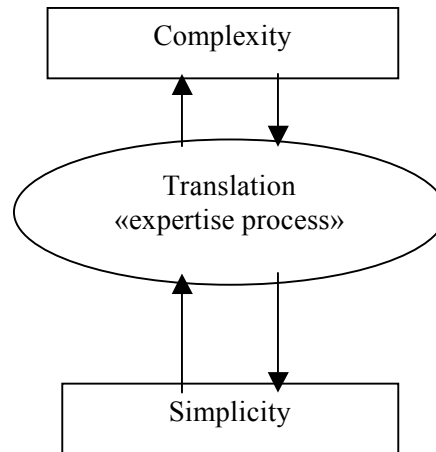 Complexity
Translation
«expertise process»
Simplicity